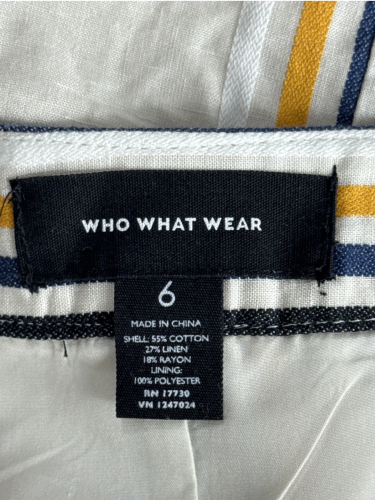 WHO WHAT WEAR
6
MADE IN CHINA
SHELL: 55% COTTON
27% LINEN
18% RAYON
LINING:
100% POLYESTER
RN 17730
VN 1247024